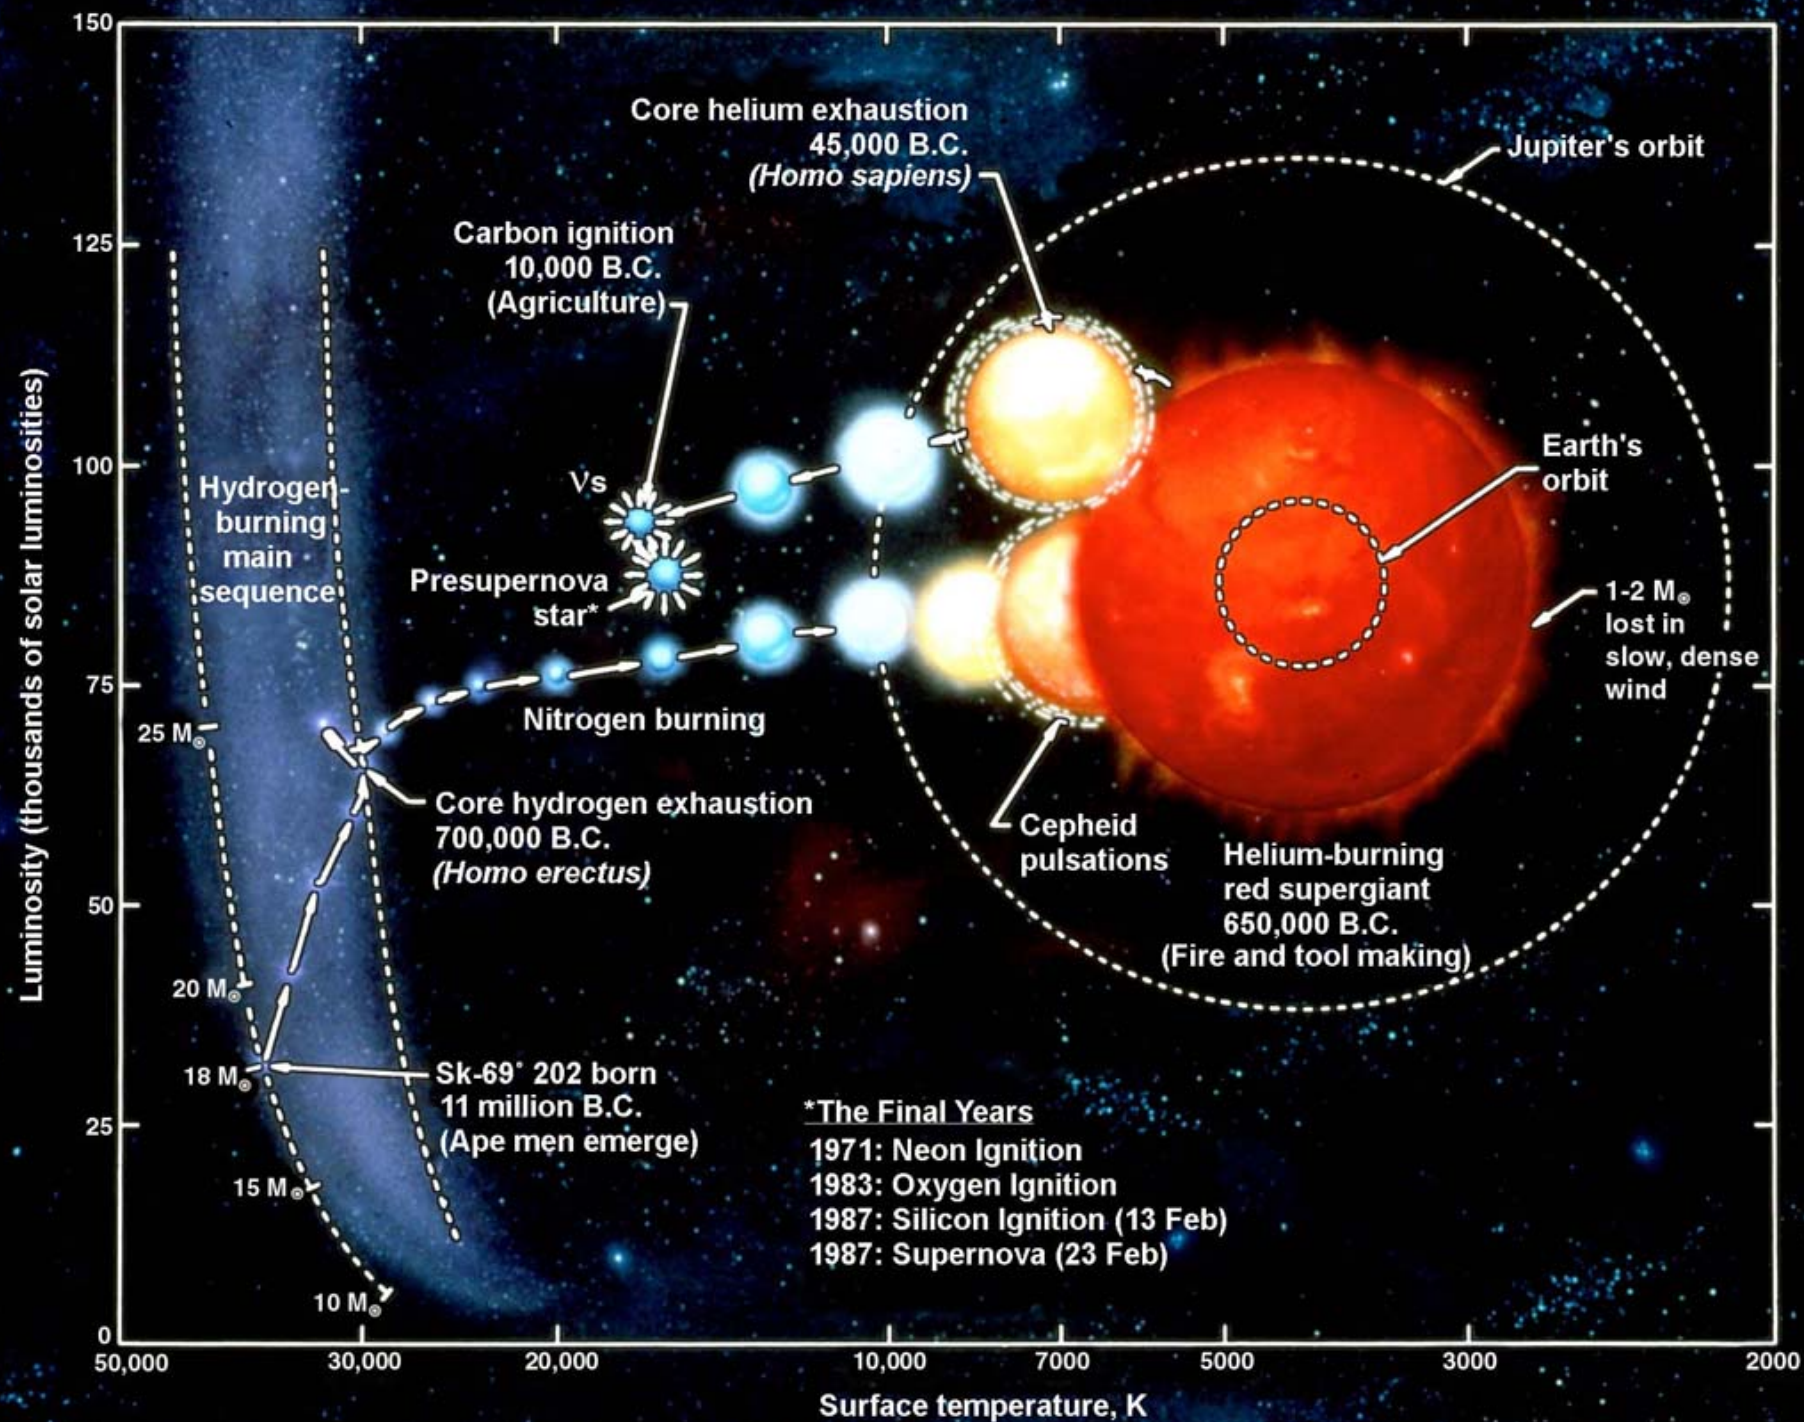 150
125
100
75
50
25
0
Luminosity (thousands of solar luminosities)
Core helium exhaustion
45,000 B.C.
(Homo sapiens)
Jupiter's orbit
Carbon ignition
10,000 B.C.
(Agriculture)
Earth's
orbit
Hydrogen-
burning
main
sequence
νs
Presupernova
star*
1-2 M⊙
lost in
slow, dense
wind
Nitrogen burning
25 M⊙
Core hydrogen exhaustion
700,000 B.C.
(Homo erectus)
Cepheid
pulsations
Helium-burning
red supergiant
650,000 B.C.
(Fire and tool making)
20 M⊙
18 M⊙
Sk-69° 202 born
11 million B.C.
(Ape men emerge)
15 M⊙
10 M⊙
*The Final Years
1971: Neon Ignition
1983: Oxygen Ignition
1987: Silicon Ignition (13 Feb)
1987: Supernova (23 Feb)
50,000 30,000 20,000 10,000 7000 5000 3000 2000
Surface temperature, K